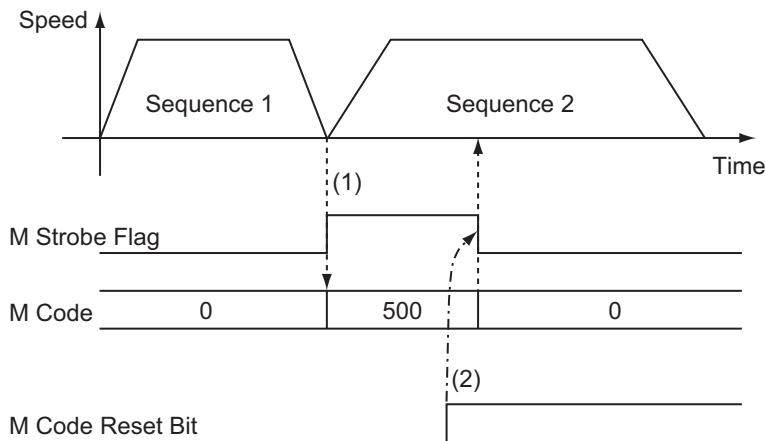 Speed
Sequence 1
Sequence 2
Time
(1)
M Strobe Flag
M Code
0
500
0
(2)
M Code Reset Bit